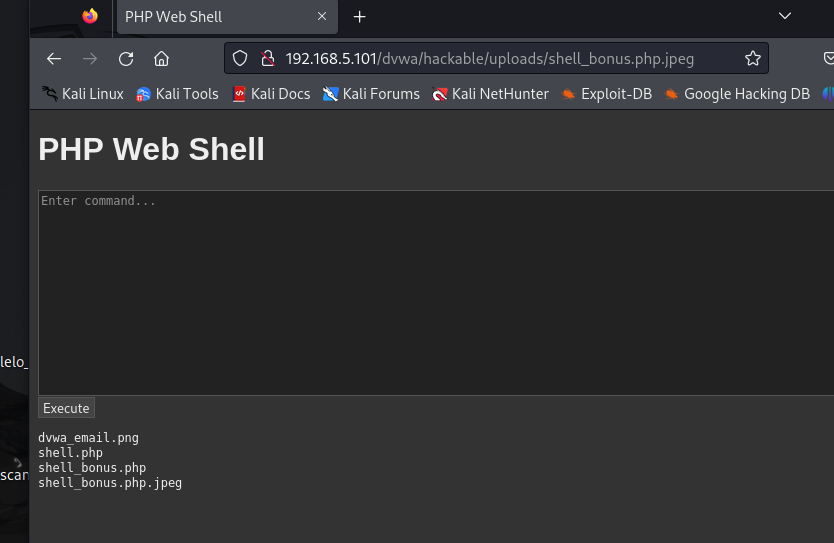 PHP Web Shell
192.168.5.101/dvwa/hackable/uploads/shell_bonus.php.jpeg
Kali Linux Kali Tools Kali Docs Kali Forums Kali NetHunter Exploit-DB Google Hacking DB
PHP Web Shell
Enter command...
lelo_
Execute
dvwa_email.png
shell.php
shell_bonus.php
scan
shell_bonus.php.jpeg